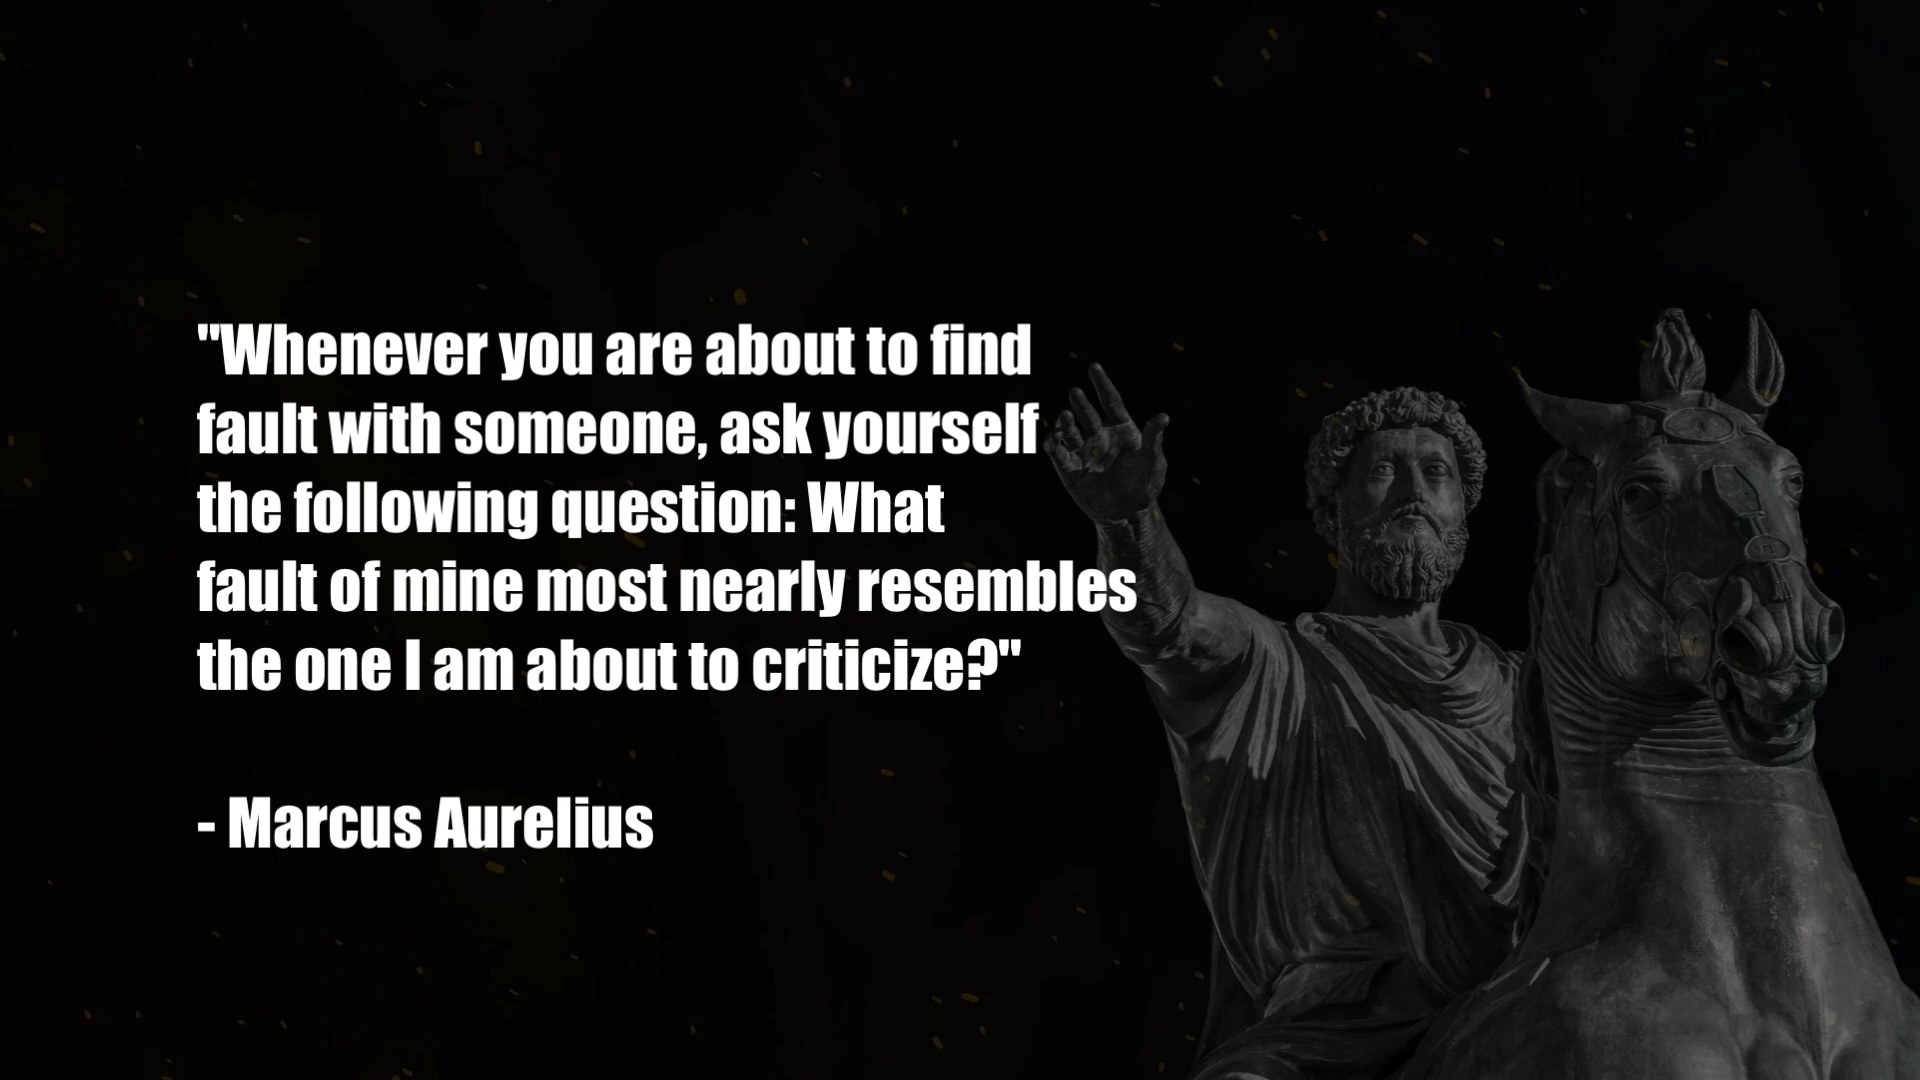 "Whenever you are about to find
fault with someone, ask yourself
the following question: What
fault of mine most nearly resembles
the one I am about to criticize?"
- Marcus Aurelius